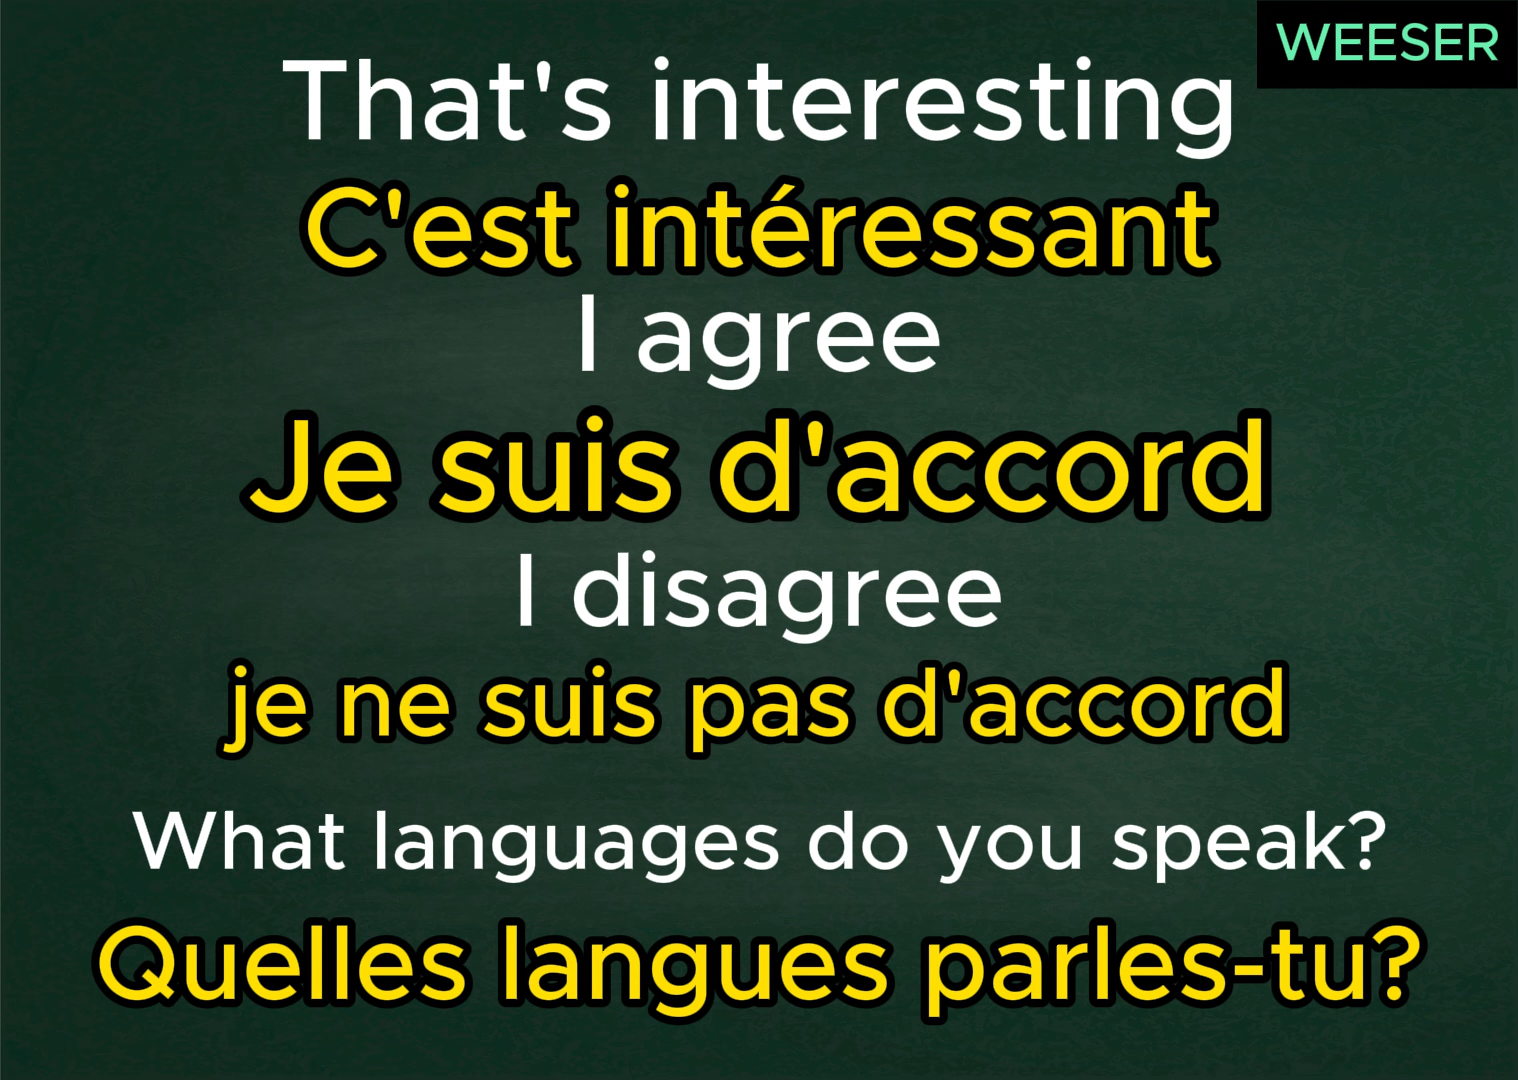 WEESER
That's interesting
C'est intéressant
I agree
Je suis d'accord
I disagree
je ne suis pas d'accord
What languages do you speak?
Quelles langues parles-tu?